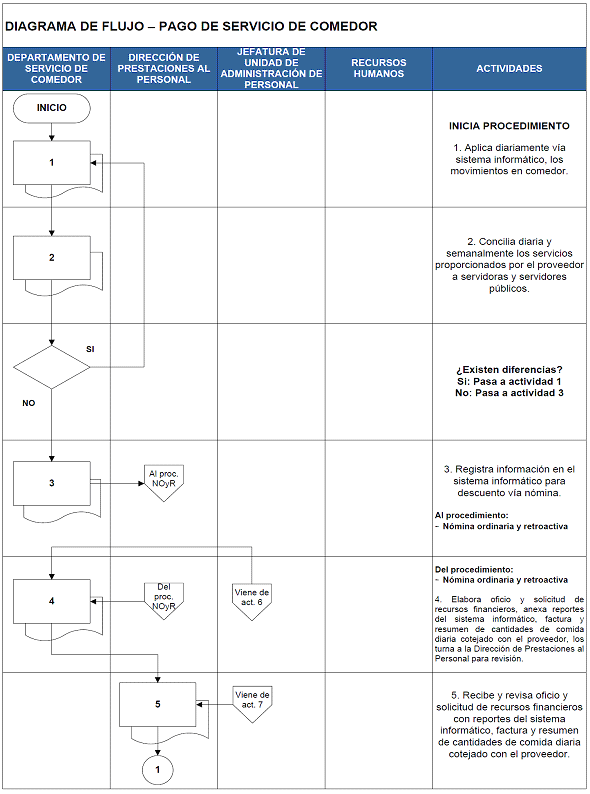 DIAGRAMA DE FLUJO – PAGO DE SERVICIO DE COMEDOR
DEPARTAMENTO DE
SERVICIO DE
COMEDOR
DIRECCIÓN DE
PRESTACIONES AL
PERSONAL
JEFATURA DE
UNIDAD DE
ADMINISTRACIÓN DE
PERSONAL
RECURSOS
HUMANOS
ACTIVIDADES
INICIO
INICIA PROCEDIMIENTO
1
1. Aplica diariamente vía
sistema informático, los
movimientos en comedor.
2
2. Concilia diaria y
semanalmente los servicios
proporcionados por el proveedor
a servidoras y servidores
públicos.
SI
NO
¿Existen diferencias?
Si: Pasa a actividad 1
No: Pasa a actividad 3
3
Al proc.
NOyR
3. Registra información en el
sistema informático para
descuento vía nómina.
Al procedimiento:
- Nómina ordinaria y retroactiva
4
Del
proc.
NOyR
Viene de
act. 6
Del procedimiento:
- Nómina ordinaria y retroactiva
4. Elabora oficio y solicitud de
recursos financieros, anexa reportes
del sistema informático, factura y
resumen de cantidades de comida
diaria cotejado con el proveedor, los
turna a la Dirección de Prestaciones al
Personal para revisión.
5
Viene de
act. 7
1
5. Recibe y revisa oficio y
solicitud de recursos financieros
con reportes del sistema
informático, factura y resumen
de cantidades de comida diaria
cotejado con el proveedor.